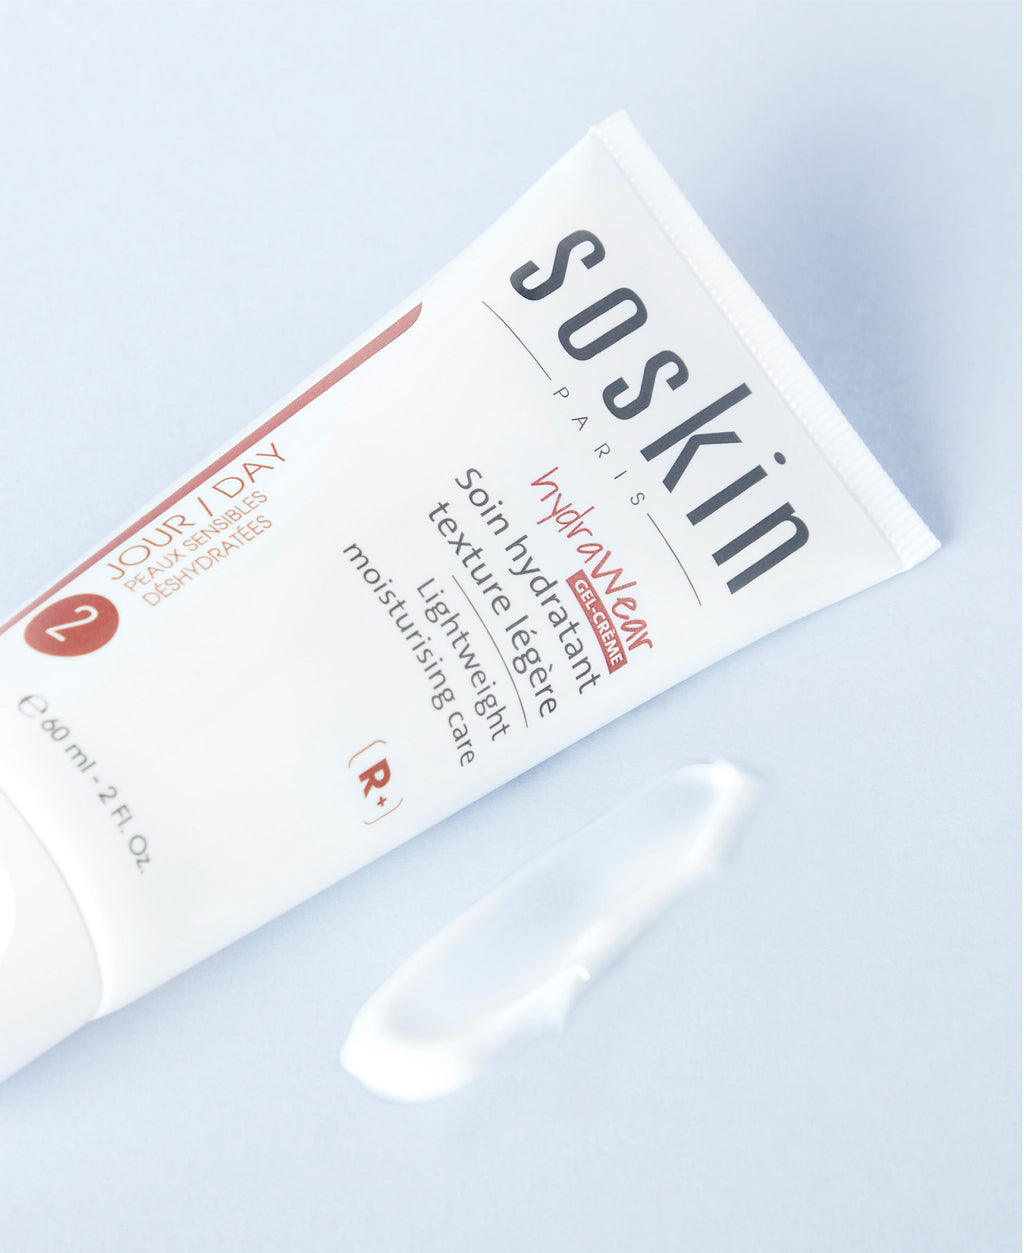 soskin
PARIS
hydraWear
GEL-CRÈME
Soin hydratant
texture légère
Lightweight
moisturising care
[R+]
JOUR / DAY
PEAUX SENSIBLES
DÉSHYDRATÉES
2
℮60 ml - 2 Fl. Oz.